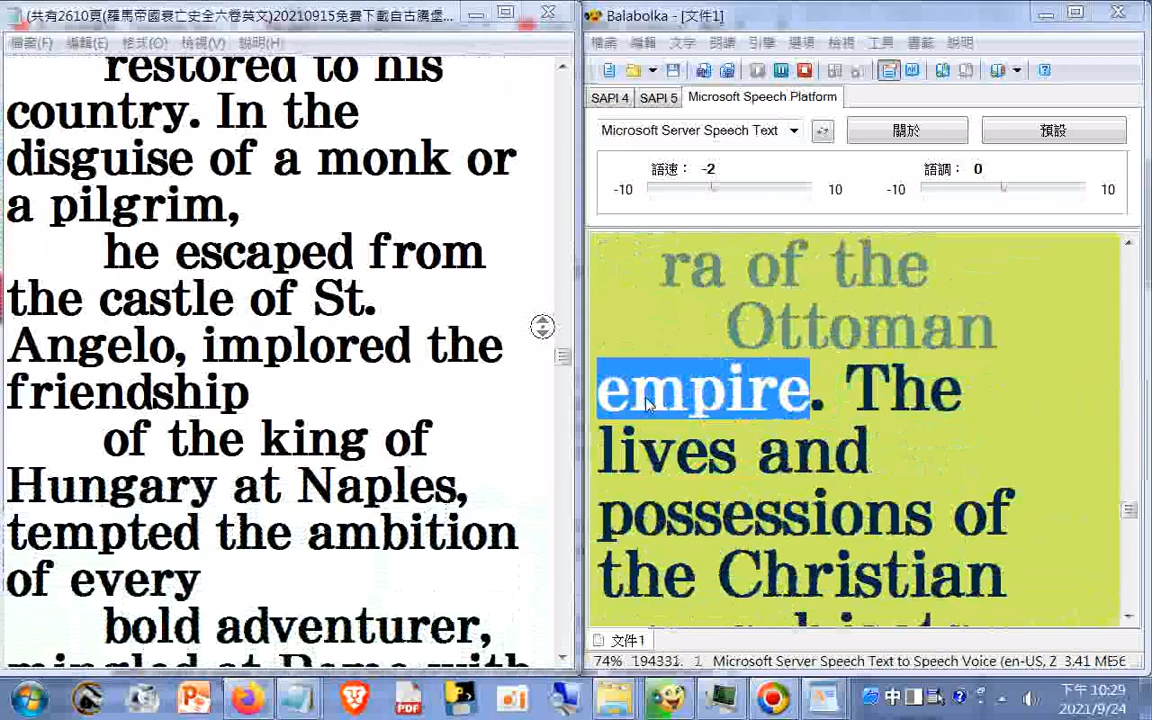 (共有2610頁(羅馬帝國衰亡史全六卷英文)20210915免費下載自古騰堡...
檔案(F) 編輯(E) 格式(O) 檢視(V) 說明(H)
restored to his
country. In the
disguise of a monk or
a pilgrim,
he escaped from
the castle of St.
Angelo, implored the
friendship
of the king of
Hungary at Naples,
tempted the ambition
of every
bold adventurer,
mingled at Rome with
Balabolka - [文件1]
檔案 編輯 文字 朗讀 引擎 選項 檢視 工具 書籤 說明
SAPI 4 SAPI 5 Microsoft Speech Platform
Microsoft Server Speech Text 關於 預設
語速： -2 語調： 0
-10 10 -10 10
ra of the
Ottoman
empire. The
lives and
possessions of
the Christian
文件1
74% 194331. 1 Microsoft Server Speech Text to Speech Voice (en-US, Z 3.41 МБ
中 下午 10:29
2021/9/24